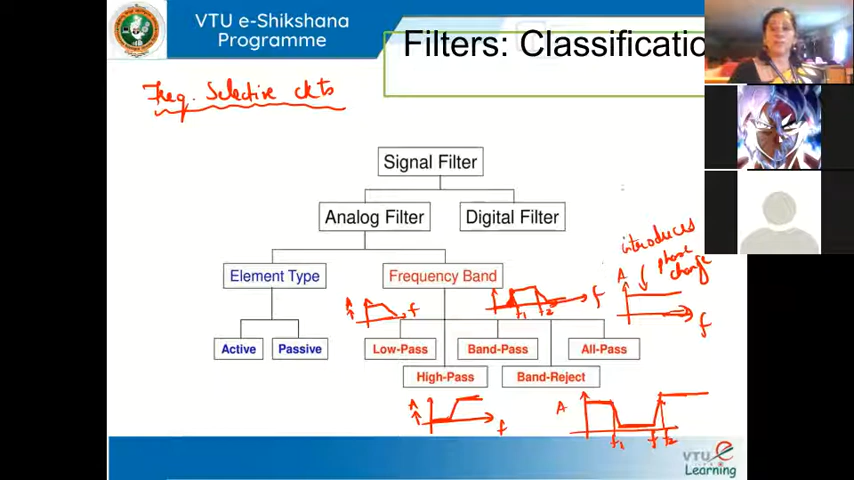 VTU e-Shikshana
Programme
Filters: Classificatio
Freq. Selective ckts
Signal Filter
Analog Filter
Digital Filter
introduces
phase
change
Element Type
Frequency Band
A
f
f1 f2
f
A
f
Active
Passive
Low-Pass
Band-Pass
All-Pass
High-Pass
Band-Reject
A
f
A
f1
f f2
VTU e
Learning